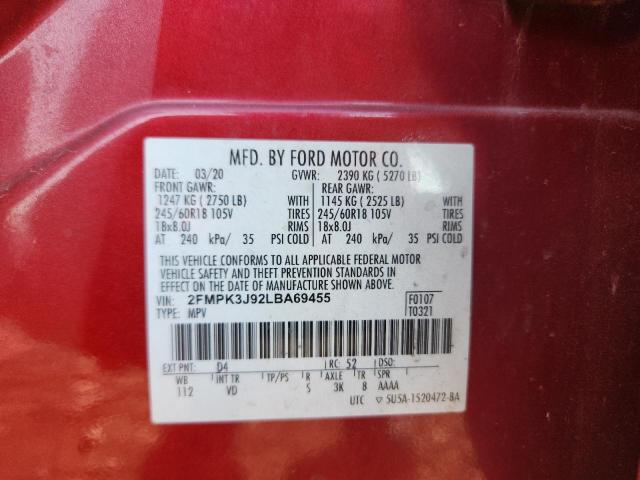 MFD. BY FORD MOTOR CO.
DATE: 03/20 GVWR: 2390 KG ( 5270 LB)
FRONT GAWR: REAR GAWR:
1247 KG ( 2750 LB) WITH 1145 KG ( 2525 LB) WITH
245/60R18 105V TIRES 245/60R18 105V TIRES
18x8.0J RIMS 18x8.0J RIMS
AT 240 kPa/ 35 PSI COLD AT 240 kPa/ 35 PSI COLD
THIS VEHICLE CONFORMS TO ALL APPLICABLE FEDERAL MOTOR
VEHICLE SAFETY AND THEFT PREVENTION STANDARDS IN
EFFECT ON THE DATE OF MANUFACTURE SHOWN ABOVE.
VIN: 2FMPK3J92LBA69455 F0107
TYPE: MPV T0321
EXT PNT: D4 RC: 52 DSO:
WB INT TR TP/PS R AXLE TR SPR
112 VD 5 3K 8 AAAA
UTC ▽ 5U5A-1520472-BA